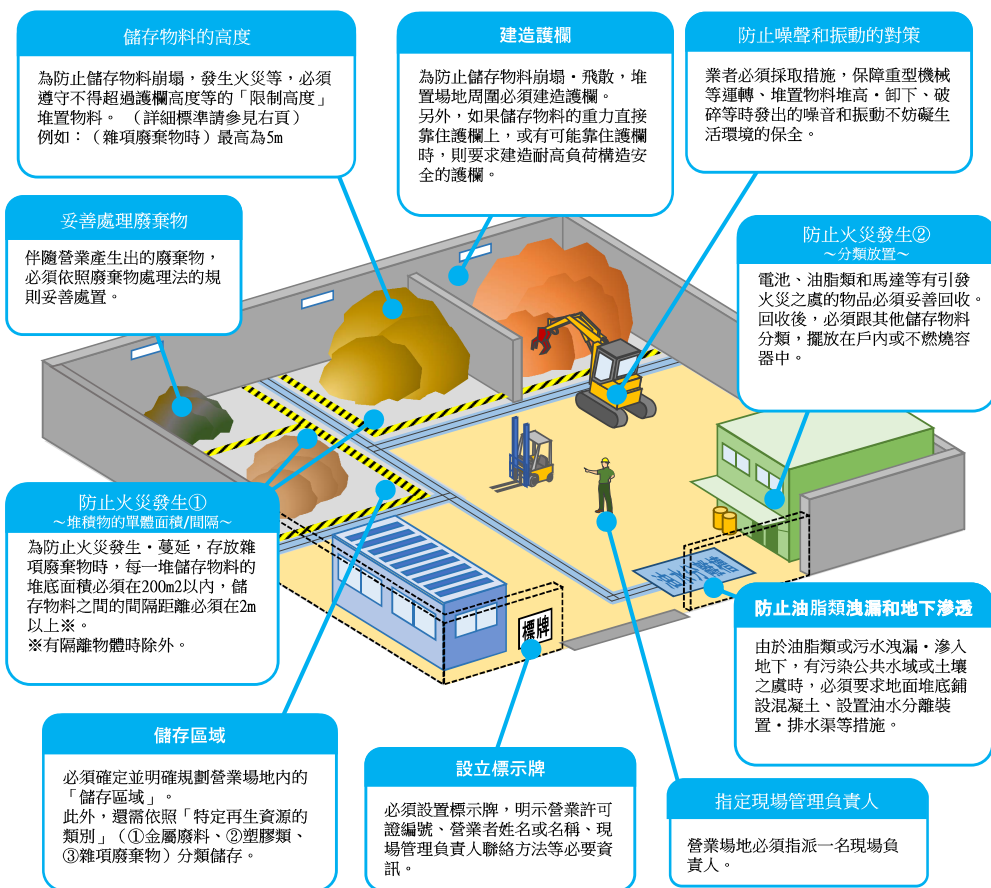 儲存物料的高度
為防止儲存物料崩塌，發生火災等，必須
遵守不得超過護欄高度等的「限制高度」
堆置物料。（詳細標準請參見右頁）
例如：（雜項廢棄物時）最高為5m
建造護欄
為防止儲存物料崩塌・飛散，堆
置場地周圍必須建造護欄。
另外，如果儲存物料的重力直接
靠住護欄上，或有可能靠住護欄
時，則要求建造耐高負荷構造安
全的護欄。
防止噪聲和振動的對策
業者必須採取措施，保障重型機械
等運轉、堆置物料堆高・卸下、破
碎等時發出的噪音和振動不妨礙生
活環境的保全。
妥善處理廢棄物
伴隨營業產生出的廢棄物，
必須依照廢棄物處理法的規
則妥善處置。
防止火災發生②
～分類放置～
電池、油脂類和馬達等有引發
火災之虞的物品必須妥善回收。
回收後，必須跟其他儲存物料
分類，擺放在戶內或不燃燒容
器中。
防止火災發生①
～堆積物的單體面積/間隔～
為防止火災發生・蔓延，存放雜
項廢棄物時，每一堆儲存物料的
堆底面積必須在200m2以內，儲
存物料之間的間隔距離必須在2m
以上※。
※有隔離物體時除外。
標牌
防止油脂類洩漏和地下滲透
由於油脂類或污水洩漏・滲入
地下，有污染公共水域或土壤
之虞時，必須要求地面堆底鋪
設混凝土、設置油水分離裝
置・排水渠等措施。
儲存區域
必須確定並明確規劃營業場地內的
「儲存區域」。
此外，還需依照「特定再生資源的
類別」（①金屬廢料、②塑膠類、
③雜項廢棄物）分類儲存。
設立標示牌
必須設置標示牌，明示營業許可
證編號、營業者姓名或名稱、現
場管理負責人聯絡方法等必要資
訊。
指定現場管理負責人
營業場地必須指派一名現場負
責人。